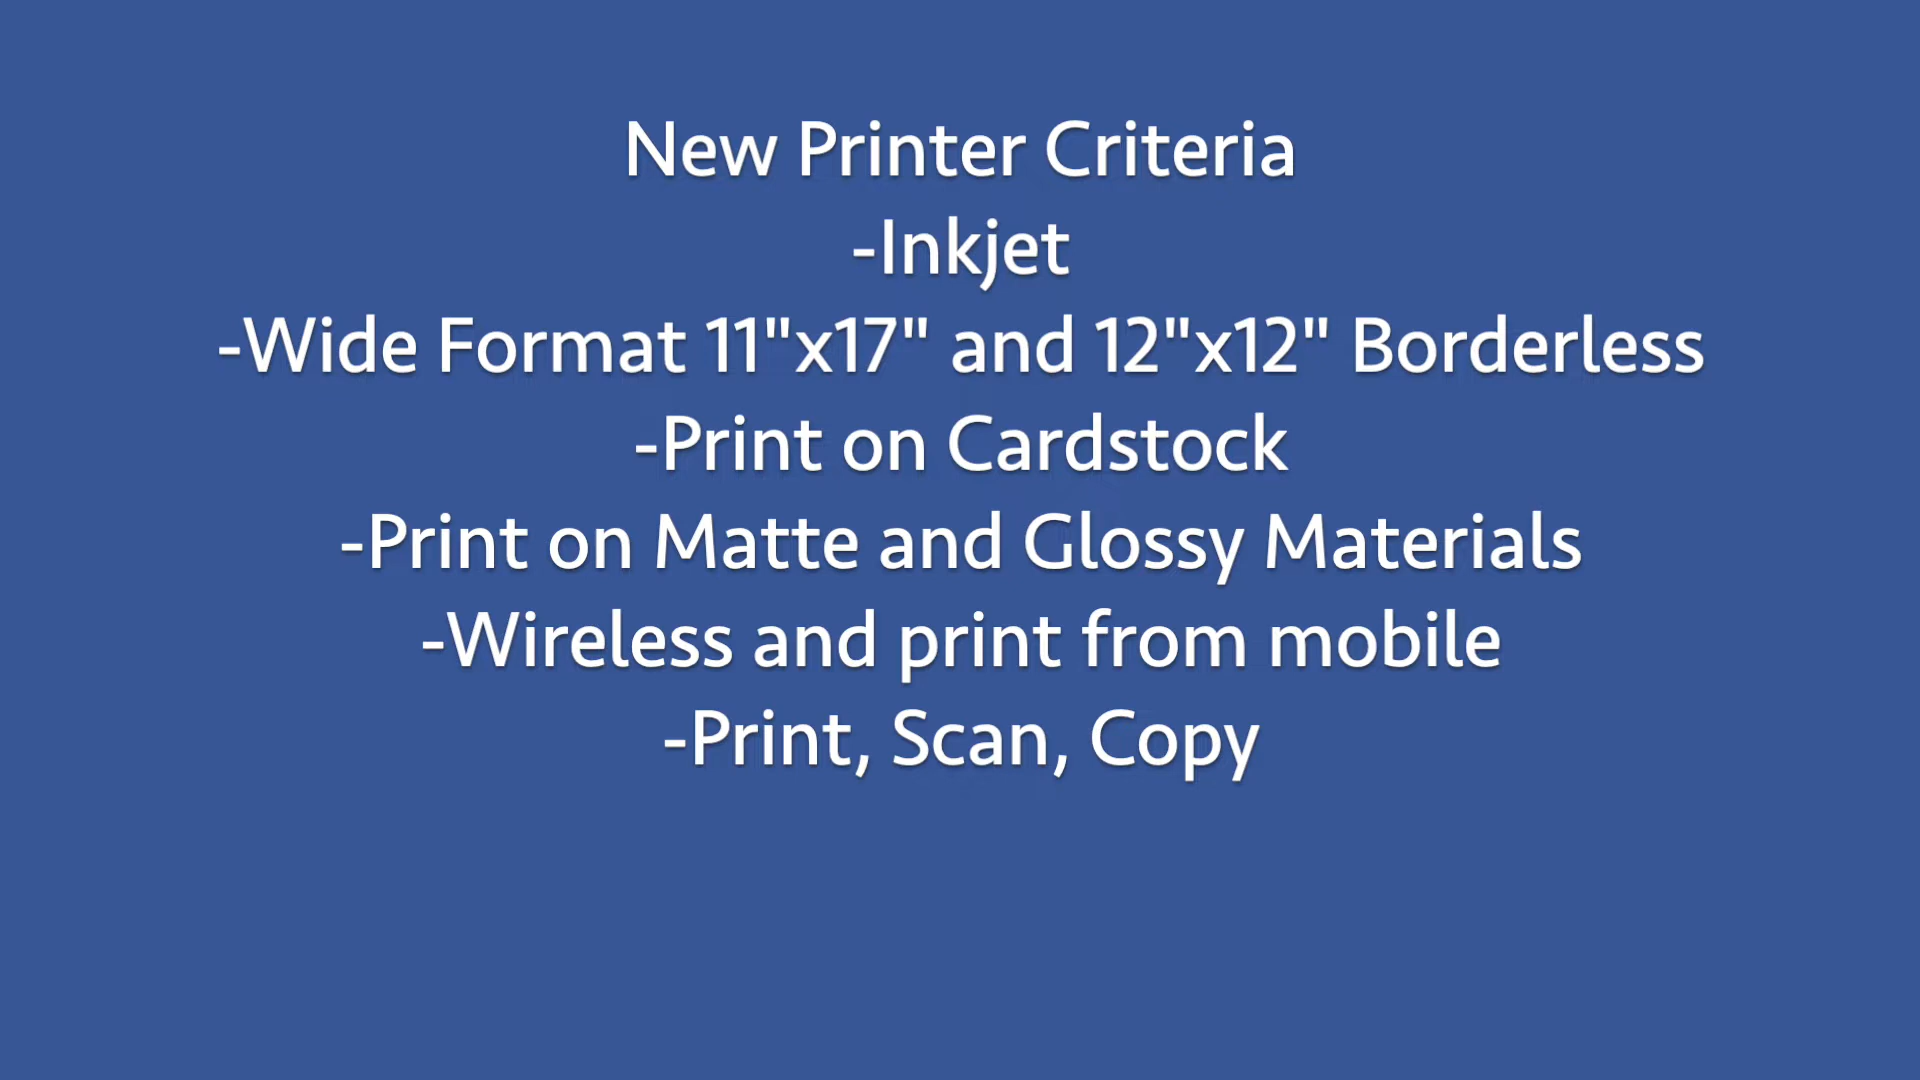 New Printer Criteria
-Inkjet
-Wide Format 11"x17" and 12"x12" Borderless
-Print on Cardstock
-Print on Matte and Glossy Materials
-Wireless and print from mobile
-Print, Scan, Copy